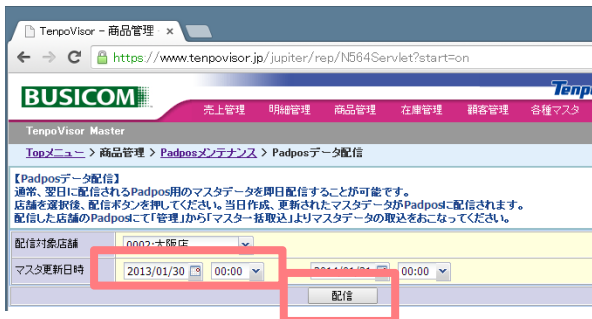 TenpoVisor - 商品管理 ×
https://www.tenpovisor.jp/jupiter/rep/N564Servlet?start=on
BUSICOM
Tenp
売上管理 明細管理 商品管理 在庫管理 顧客管理 各種マスタ
TenpoVisor Master
Topメニュー > 商品管理 > Padposメンテナンス > Padposデータ配信
【Padposデータ配信】
通常、翌日に配信されるPadpos用のマスタデータを即日配信することが可能です。
店舗を選択後、配信ボタンを押してください。当日作成、更新されたマスタデータがPadposに配信されます。
配信した店舗のPadposにて「管理」から「マスター括取込」よりマスタデータの取込をおこなってください。
配信対象店舗 0002:大阪店
マスタ更新日時 2013/01/30 00:00 2014/01/31 00:00
配信